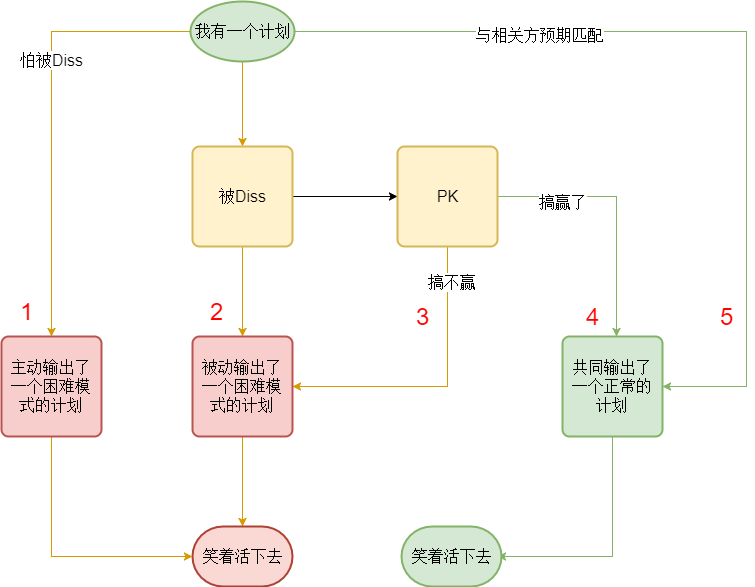 我有一个计划
与相关方预期匹配
怕被Diss
被Diss
PK
搞赢了
搞不赢
1
2
3
4
5
主动输出了
一个困难模
式的计划
被动输出了
一个困难模
式的计划
共同输出了
一个正常的
计划
笑着活下去
笑着活下去